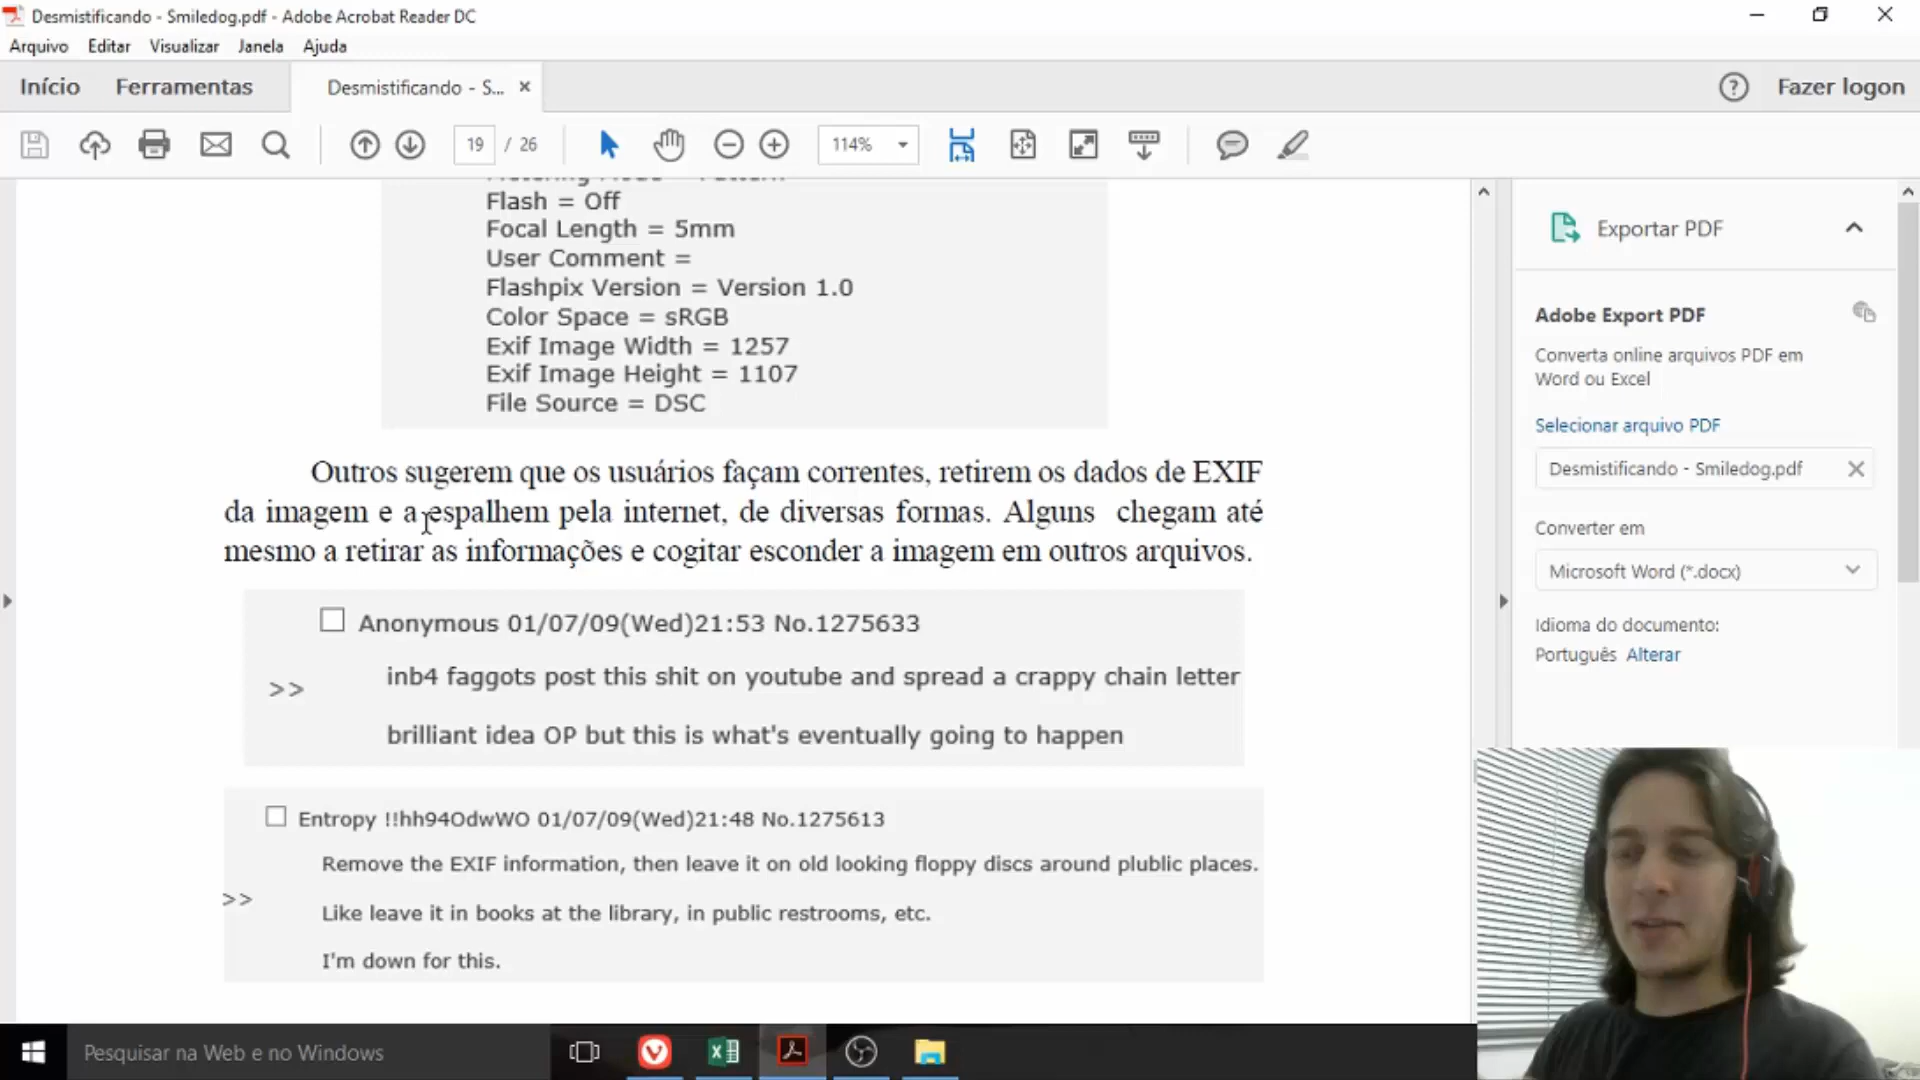 Desmistificando - Smiledog.pdf - Adobe Acrobat Reader DC
Arquivo Editar Visualizar Janela Ajuda
Início Ferramentas Desmistificando - S... × Fazer logon
19 / 26 114%
Flash = Off
Focal Length = 5mm
User Comment =
Flashpix Version = Version 1.0
Color Space = sRGB
Exif Image Width = 1257
Exif Image Height = 1107
File Source = DSC
Outros sugerem que os usuários façam correntes, retirem os dados de EXIF
da imagem e a espalhem pela internet, de diversas formas. Alguns chegam até
mesmo a retirar as informações e cogitar esconder a imagem em outros arquivos.
Anonymous 01/07/09(Wed)21:53 No.1275633
>>
inb4 faggots post this shit on youtube and spread a crappy chain letter
brilliant idea OP but this is what's eventually going to happen
Entropy !!hh94OdwWO 01/07/09(Wed)21:48 No.1275613
>>
Remove the EXIF information, then leave it on old looking floppy discs around plublic places.
Like leave it in books at the library, in public restrooms, etc.
I'm down for this.
Exportar PDF
Adobe Export PDF
Converta online arquivos PDF em
Word ou Excel
Selecionar arquivo PDF
Desmistificando - Smiledog.pdf
Converter em
Microsoft Word (*.docx)
Idioma do documento:
Português Alterar
Pesquisar na Web e no Windows